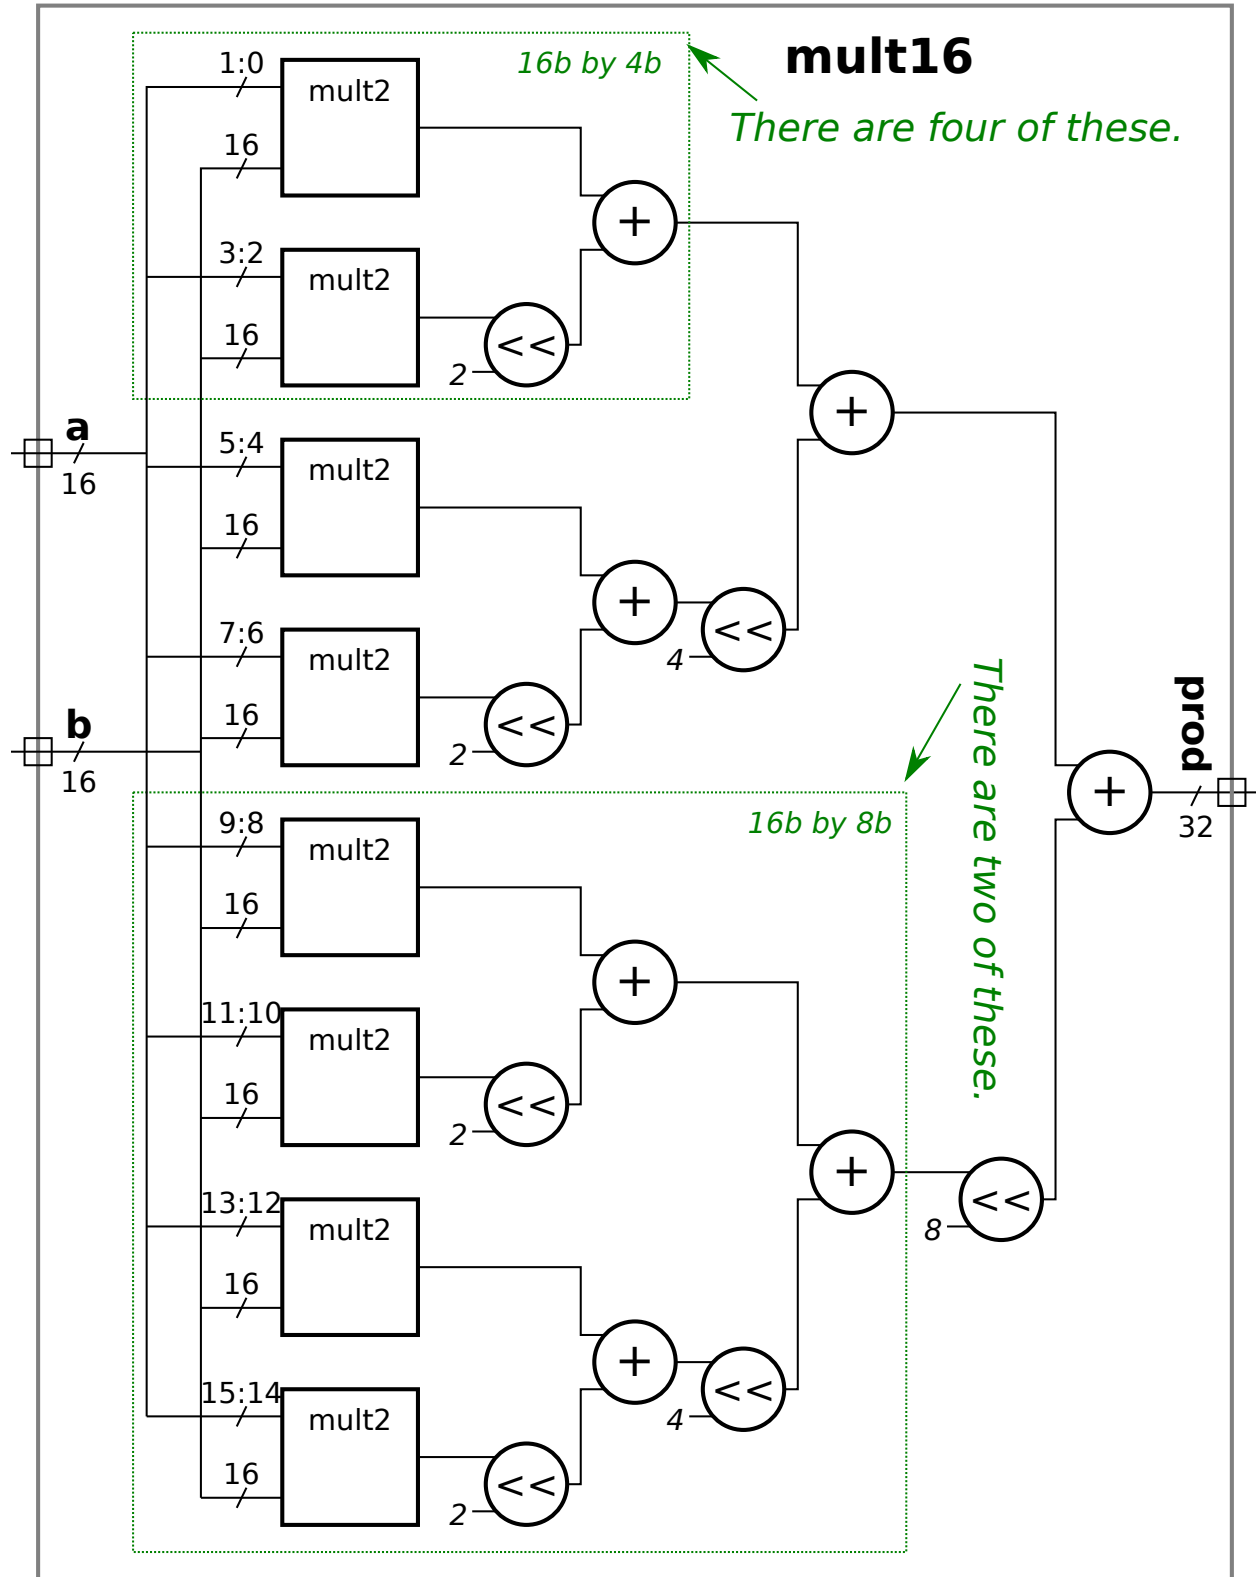 mult16
16b by 4b
There are four of these.
1:0
mult2
16
+
3:2
mult2
16
<<
2
a
16
5:4
mult2
16
+
+
<<
4
7:6
mult2
16
<<
2
b
16
There are two of these.
prod
+
32
16b by 8b
9:8
mult2
16
+
11:10
mult2
16
<<
2
+
<<
8
13:12
mult2
16
+
<<
4
15:14
mult2
16
<<
2